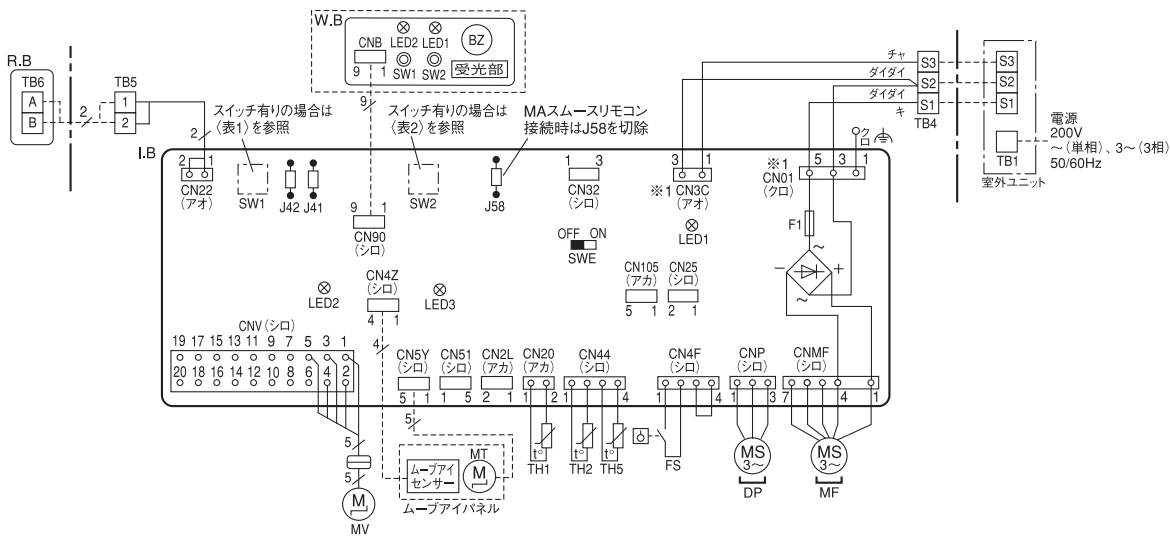 W.B
LED2 LED1
CNB
BZ
9 1
SW1 SW2
受光部
R.B
TB6
A
B
2
TB5
1
2
2
スイッチ有りの場合は
〈表1〉を参照
9
スイッチ有りの場合は
〈表2〉を参照
MAスムースリモコン
接続時はJ58を切除
チャ
ダイダイ
ダイダイ
キ
S3
S2
S1
TB4
S3
S2
S1
TB1
室外ユニット
電源
200V
~(単相)、3~(3相)
50/60Hz
I.B
2 1
CN22
(アオ)
SW1
J42 J41
9 1
CN90
(シロ)
SW2
J58
1 3
CN32
(シロ)
3 1
※1 CN3C
(アオ)
LED1
クロ
※1 5 3 1
CN01
(クロ)
F1
~
− +
~
OFF ON
SWE
CN105
(アカ)
5 1
CN25
(シロ)
2 1
LED2
CN4Z
(シロ)
4 1
LED3
CNV(シロ)
19 17 15 13 11 9 7 5 3 1
20 18 16 14 12 10 8 6 4 2
4
CN5Y
(シロ)
5 1
CN51
(シロ)
1 5
CN2L
(アカ)
2 1
CN20
(アカ)
1 2
CN44
(シロ)
1 4
CN4F
(シロ)
1 4
CNP
(シロ)
1 3
CNMF
(シロ)
7 4 1
5
5
M
MV
5
ムーブアイ
センサー
MT
M
ムーブアイパネル
t°
TH1
t°
TH2
t°
TH5
FS
MS
3~
DP
MS
3~
MF